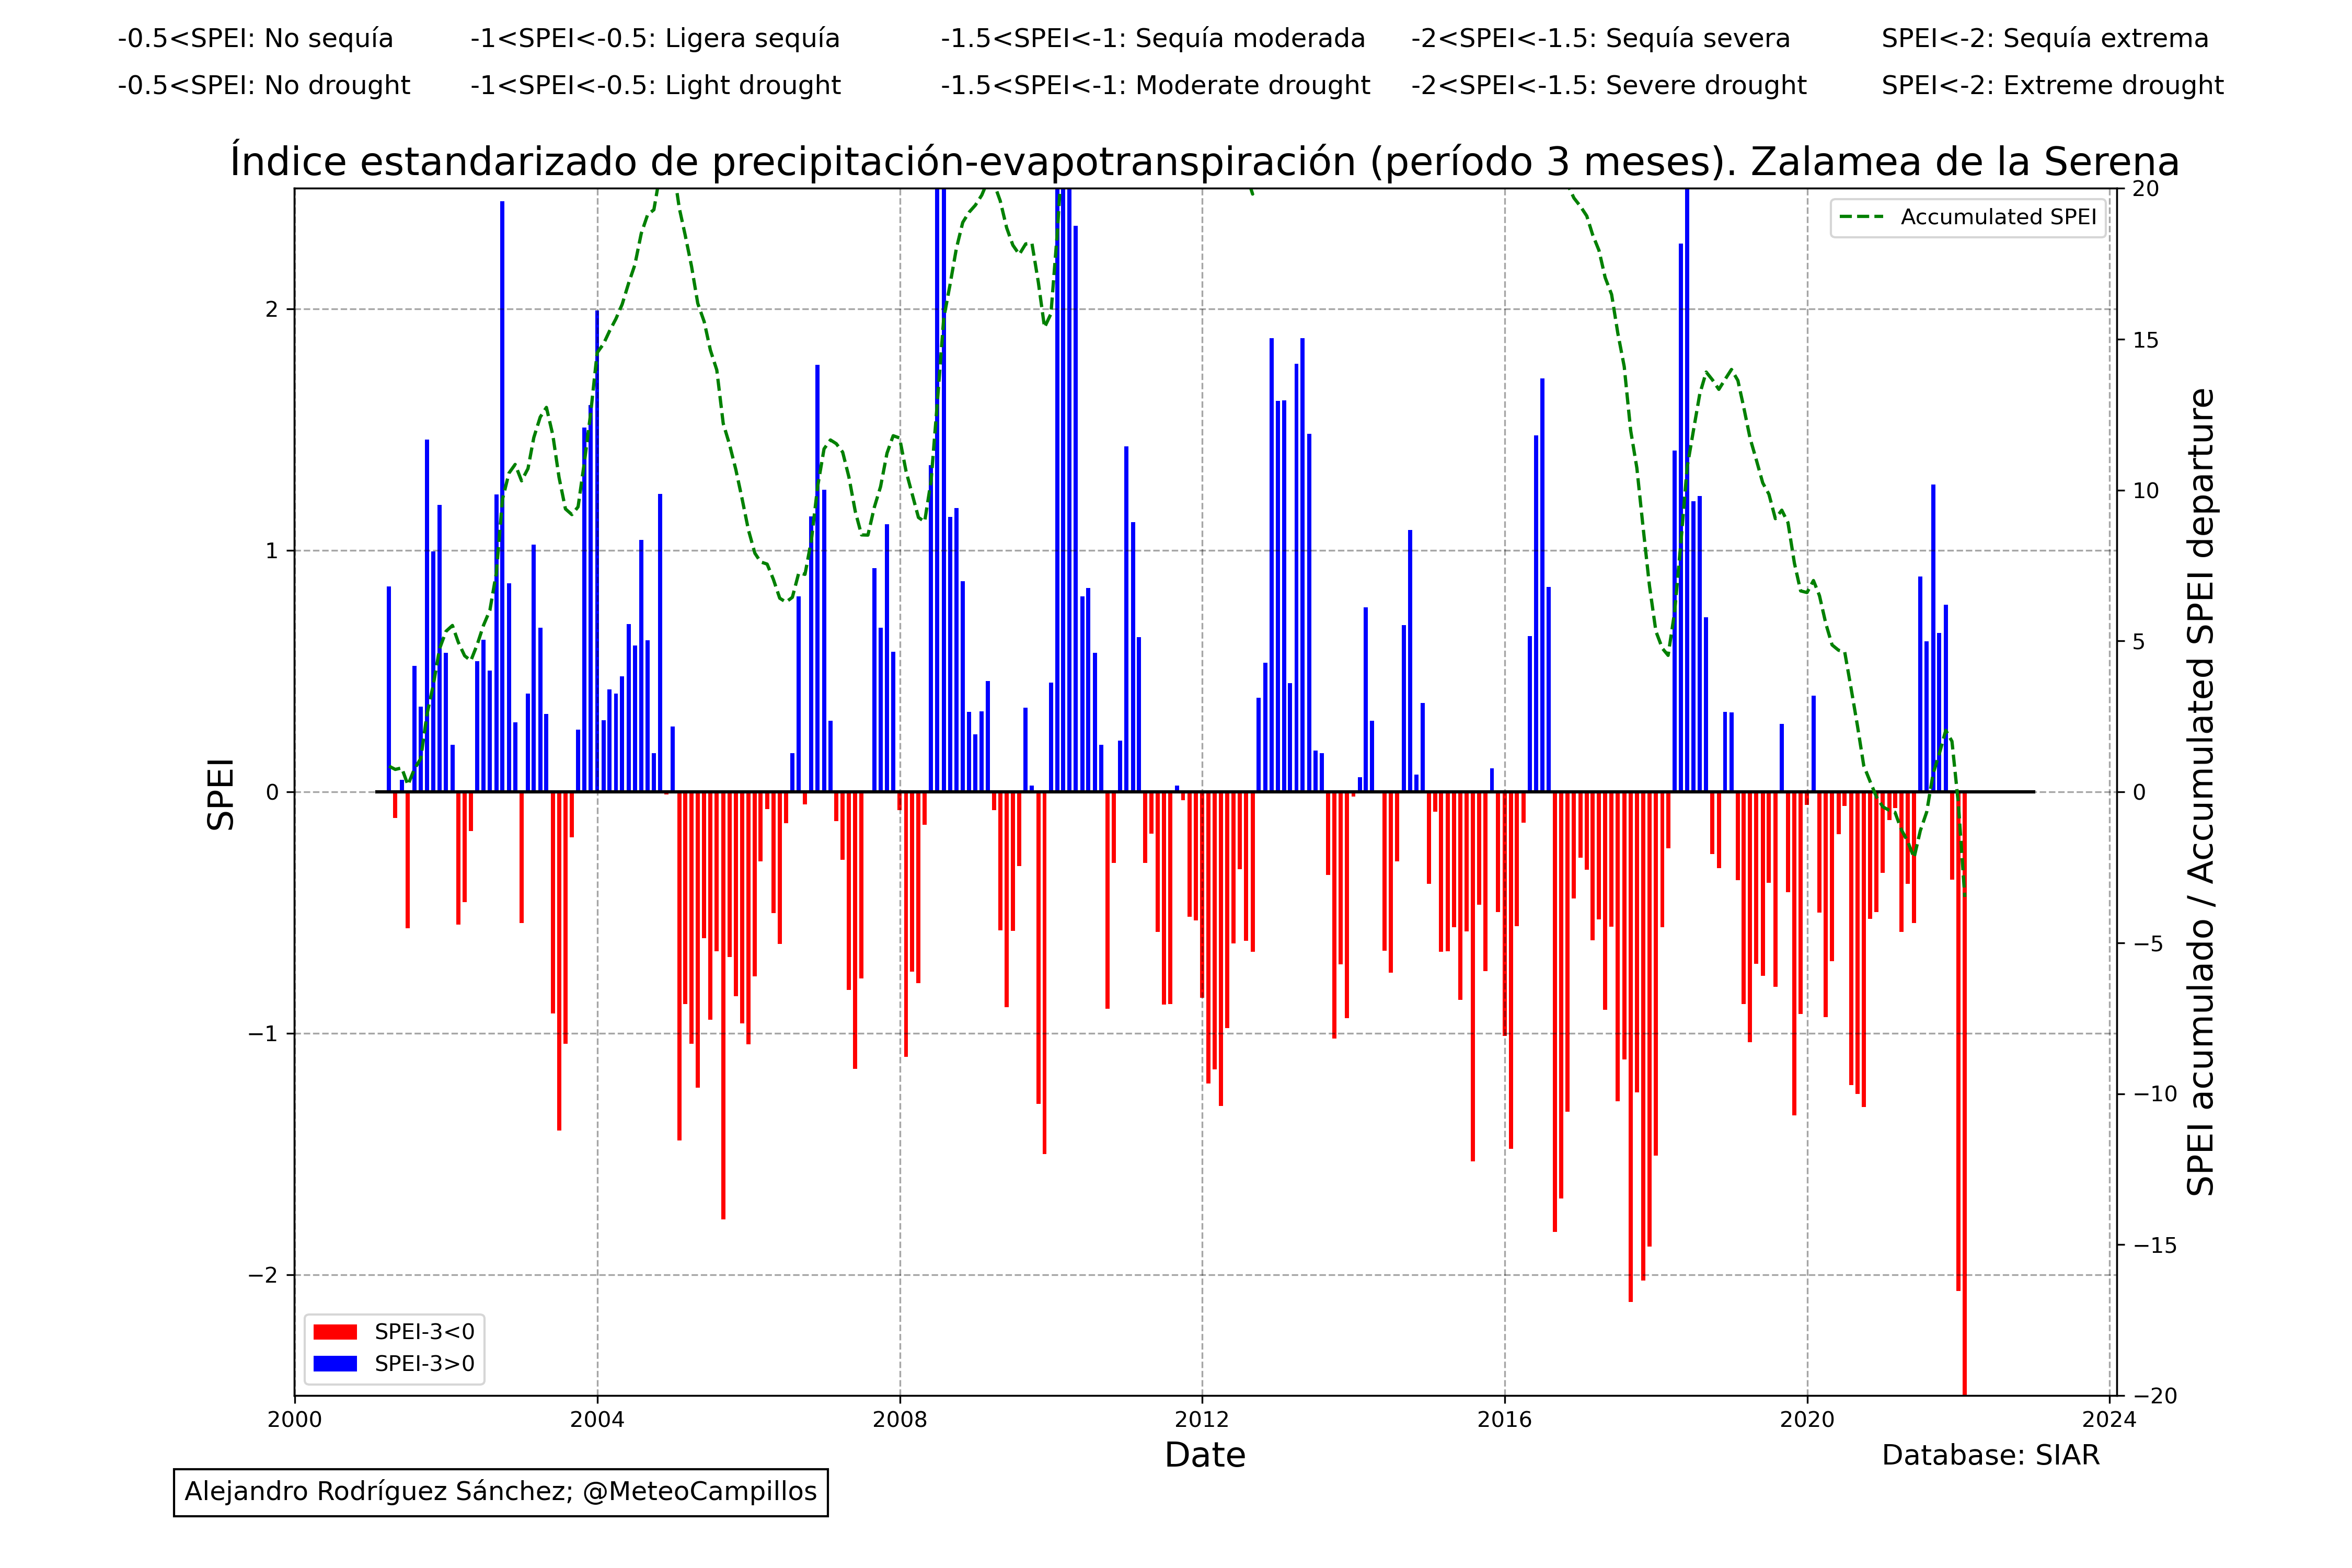 -0.5<SPEI: No sequía
-1<SPEI<-0.5: Ligera sequía
-1.5<SPEI<-1: Sequía moderada
-2<SPEI<-1.5: Sequía severa
SPEI<-2: Sequía extrema
-0.5<SPEI: No drought
-1<SPEI<-0.5: Light drought
-1.5<SPEI<-1: Moderate drought
-2<SPEI<-1.5: Severe drought
SPEI<-2: Extreme drought
Índice estandarizado de precipitación-evapotranspiración (período 3 meses). Zalamea de la Serena
Accumulated SPEI
SPEI
2
1
0
−1
−2
20
15
10
5
0
−5
−10
−15
−20
SPEI acumulado / Accumulated SPEI departure
SPEI-3<0
SPEI-3>0
2000
2004
2008
2012
2016
2020
2024
Date
Database: SIAR
Alejandro Rodríguez Sánchez; @MeteoCampillos